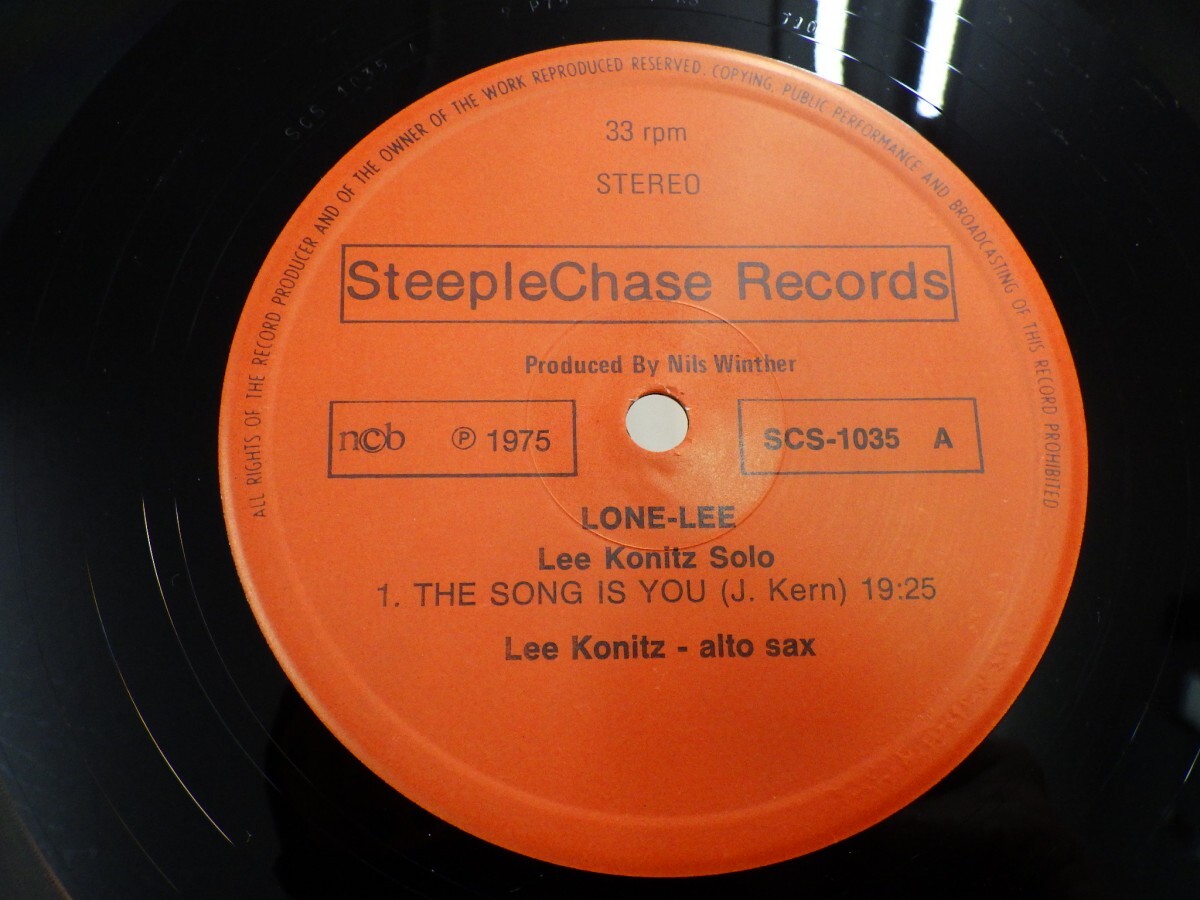 SCS 1035
ALL RIGHTS OF THE RECORD PRODUCER AND OF THE OWNER OF THE WORK REPRODUCED RESERVED. COPYING, PUBLIC PERFORMANCE AND BROADCASTING OF THIS RECORD PROHIBITED
33 rpm
STEREO
SteepleChase Records
Produced By Nils Winther
ncb ℗ 1975
SCS-1035 A
LONE-LEE
Lee Konitz Solo
1. THE SONG IS YOU (J. Kern) 19:25
Lee Konitz - alto sax